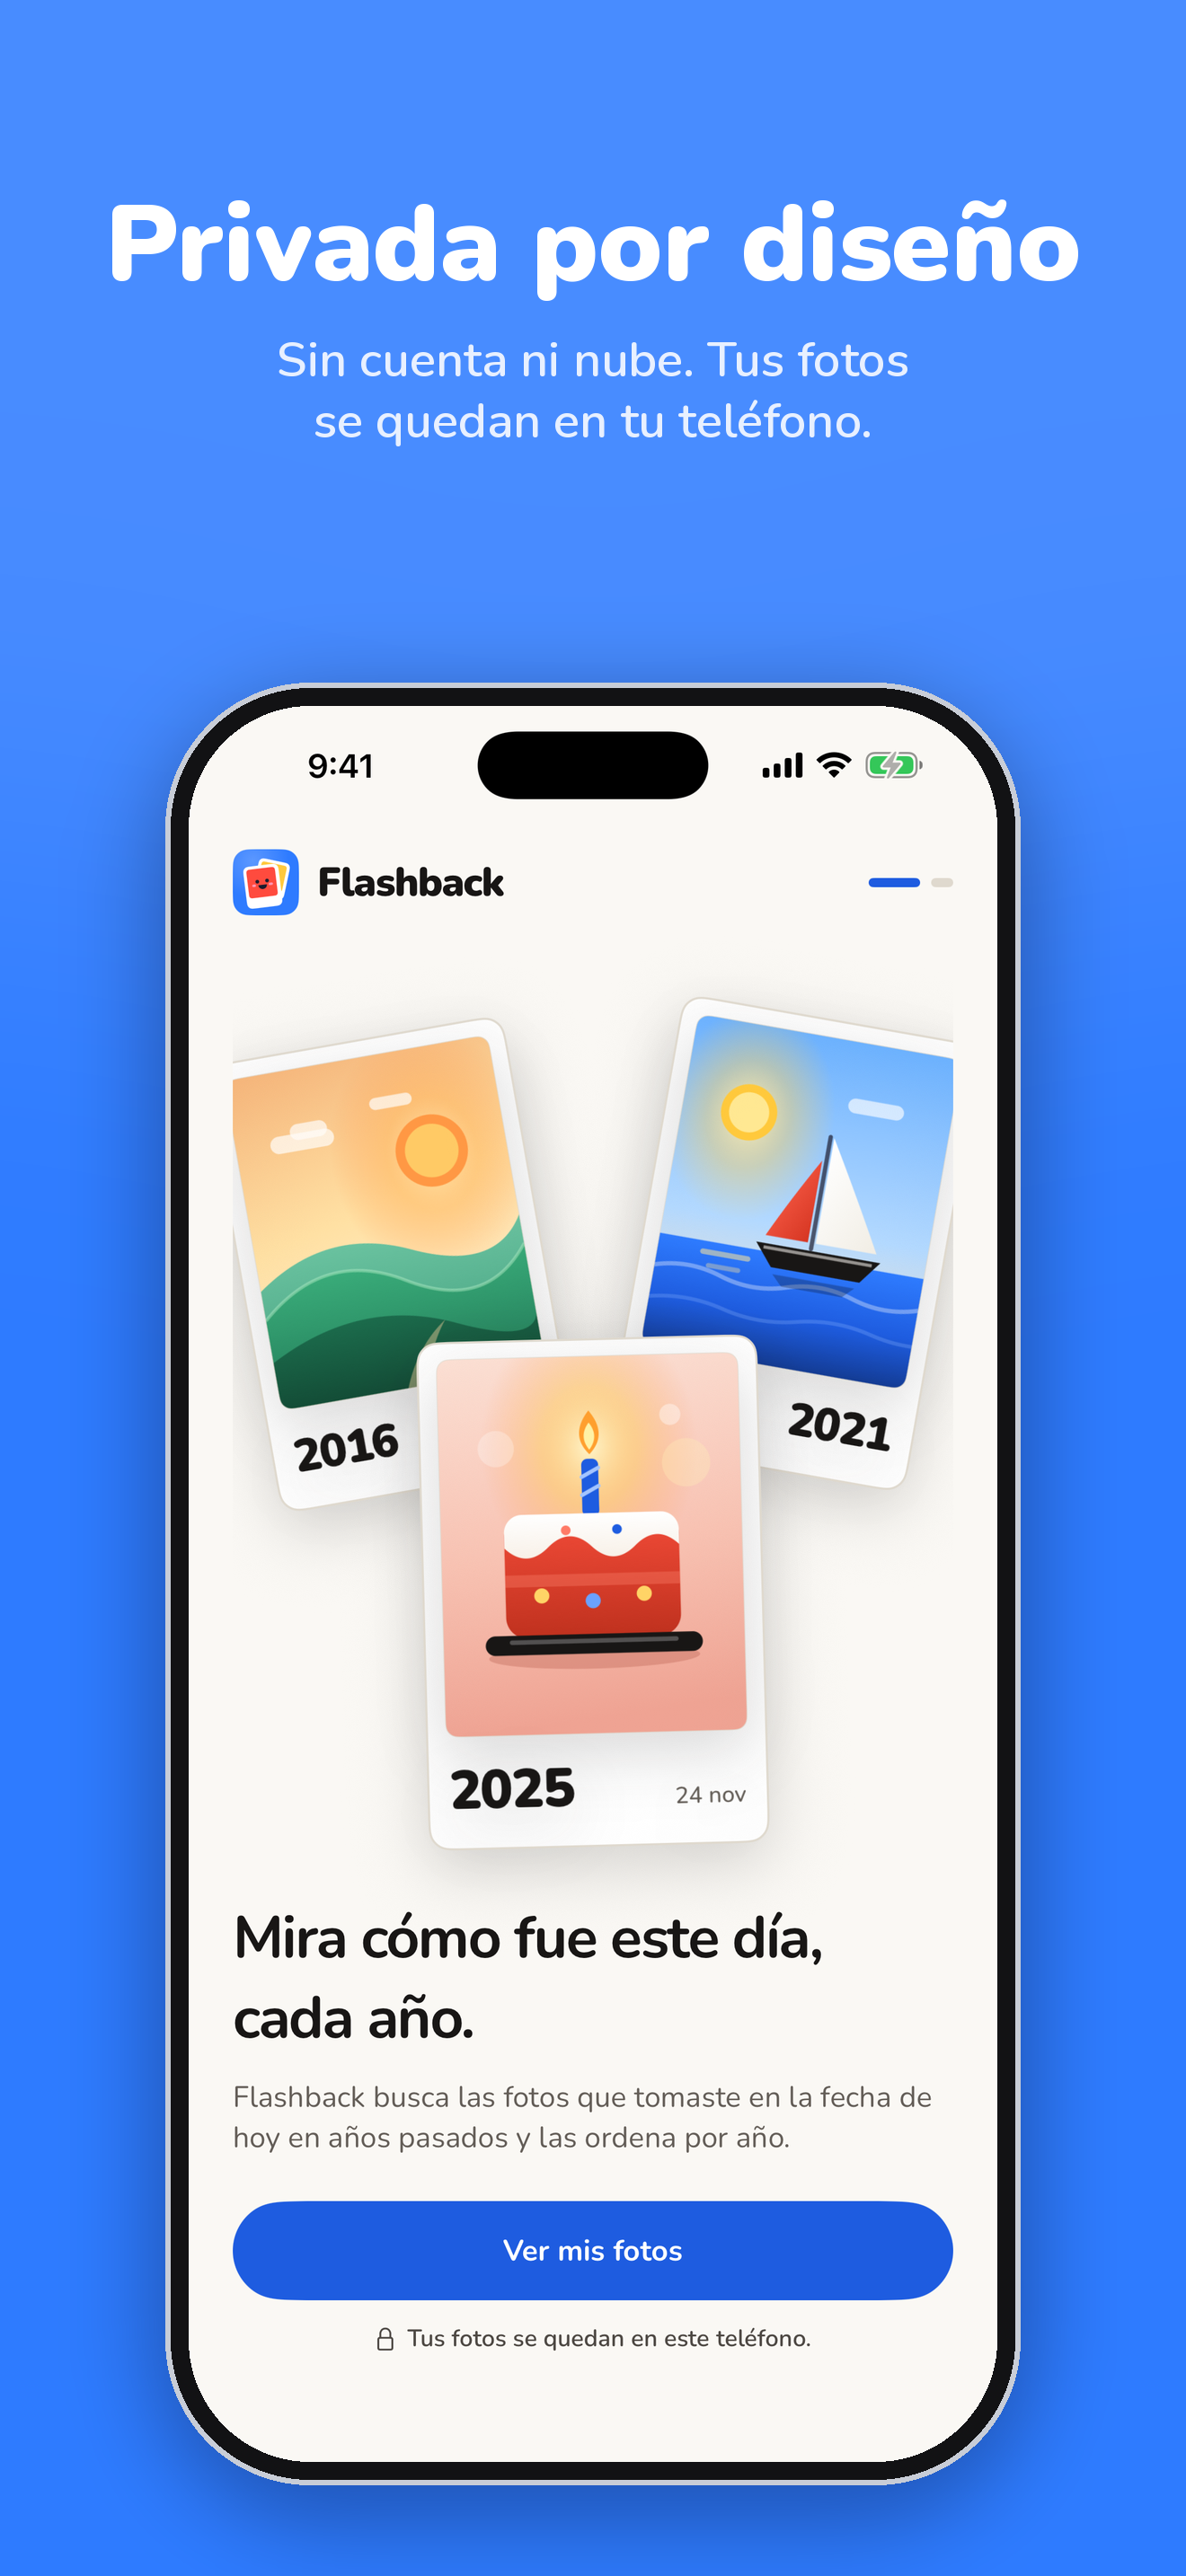 Privada por diseño
Sin cuenta ni nube. Tus fotos
se quedan en tu teléfono.
9:41
Flashback
2016
2021
2025
24 nov
Mira cómo fue este día,
cada año.
Flashback busca las fotos que tomaste en la fecha de
hoy en años pasados y las ordena por año.
Ver mis fotos
Tus fotos se quedan en este teléfono.